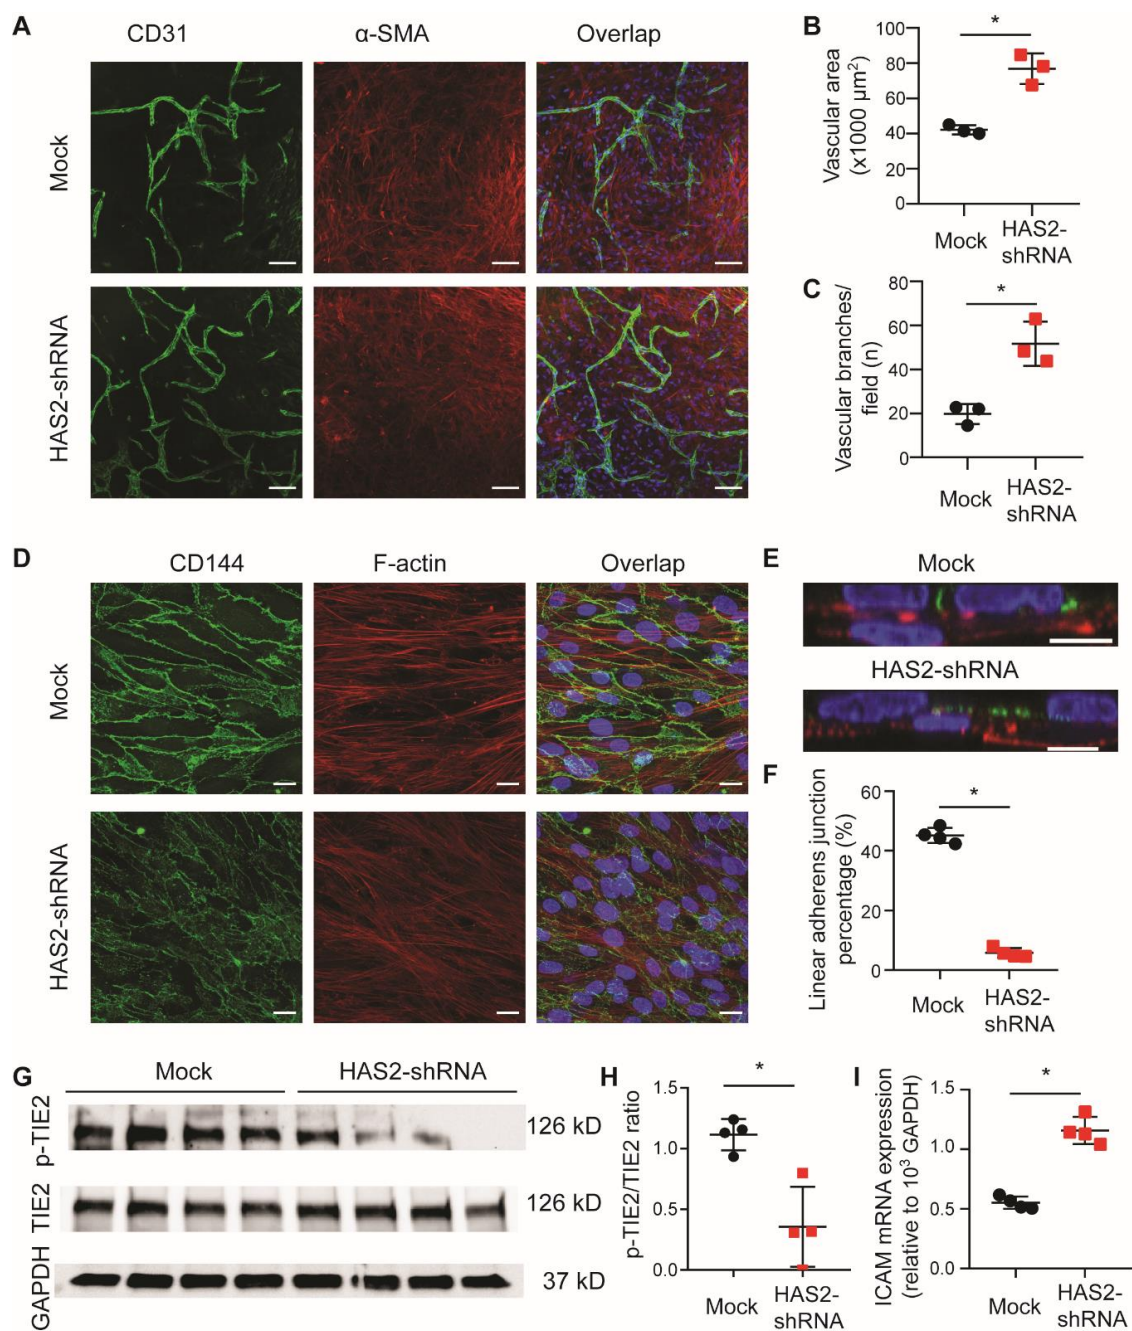 A
CD31
α-SMA
Overlap
Mock
HAS2-shRNA
B
*
Vascular area
(x1000 µm²)
100
80
60
40
20
0
Mock
HAS2-
shRNA
C
*
Vascular branches/
field (n)
80
60
40
20
0
Mock
HAS2-
shRNA
D
CD144
F-actin
Overlap
Mock
HAS2-shRNA
E
Mock
HAS2-shRNA
F
*
Linear adherens junction
percentage (%)
60
40
20
0
Mock
HAS2-
shRNA
G
Mock
HAS2-shRNA
p-TIE2
126 kD
TIE2
126 kD
GAPDH
37 kD
H
*
p-TIE2/TIE2 ratio
1.5
1.0
0.5
0.0
Mock
HAS2-
shRNA
I
*
ICAM mRNA expression
(relative to 10³ GAPDH)
1.5
1.0
0.5
0.0
Mock
HAS2-
shRNA